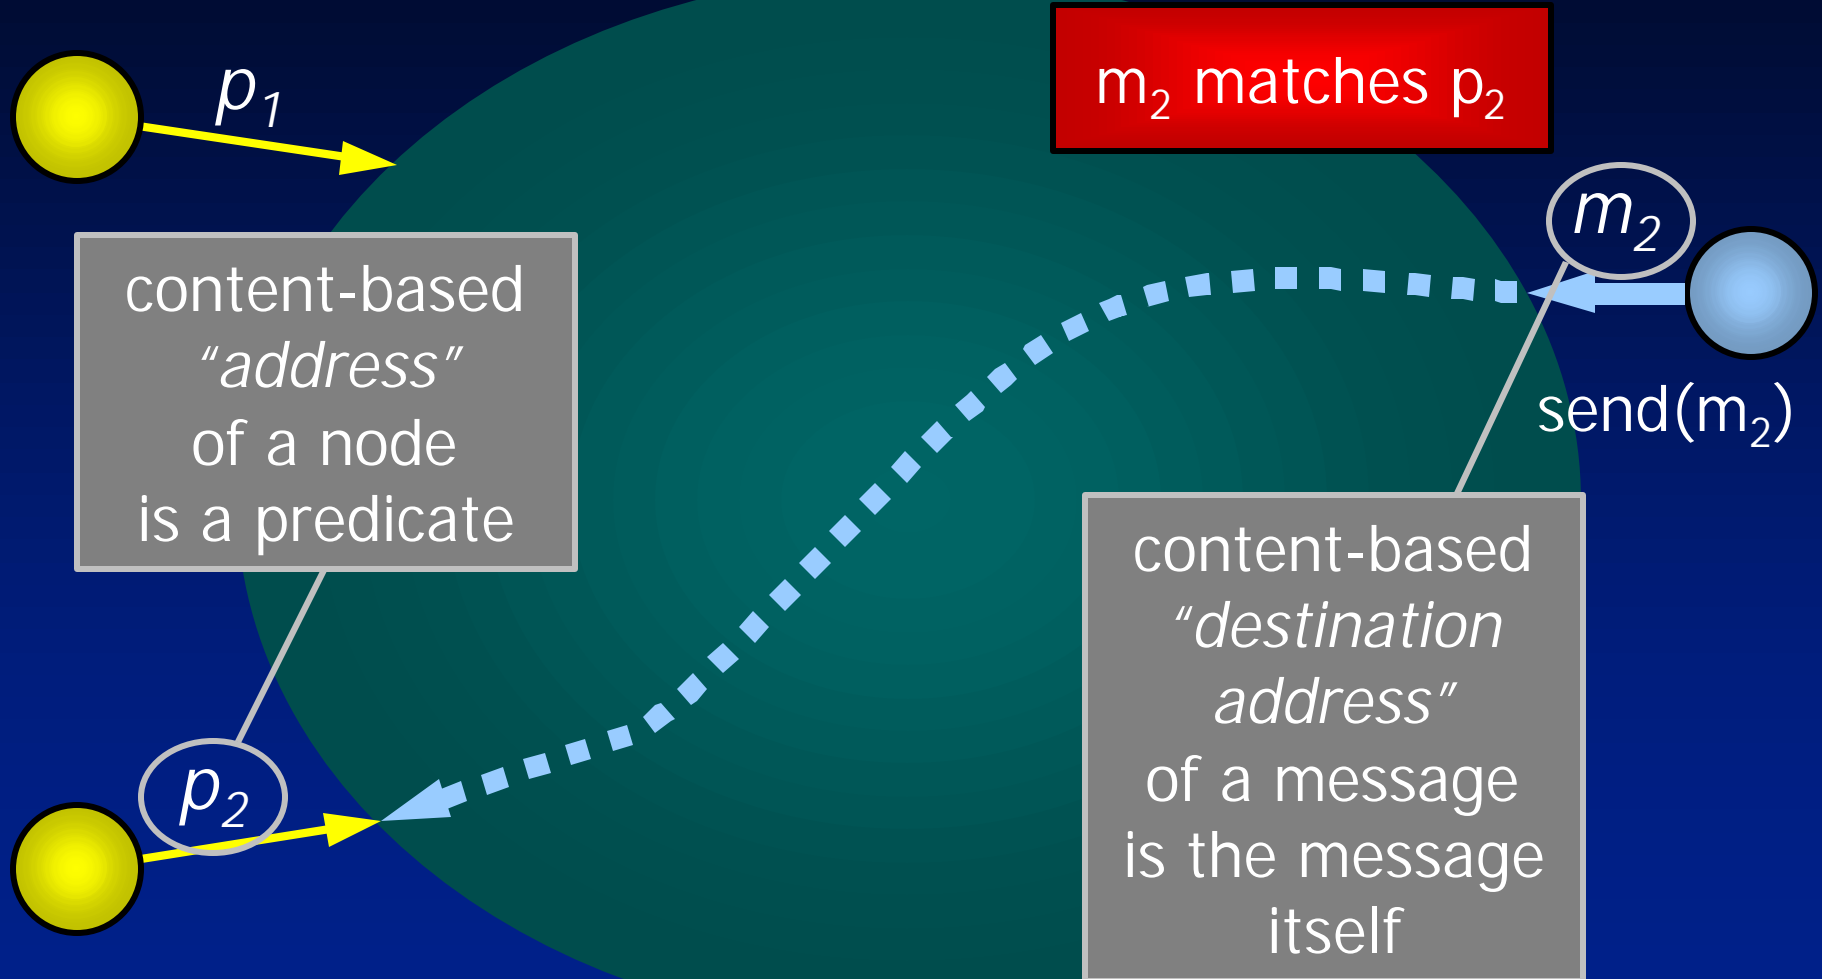 p₁
m₂ matches p₂
m₂
content-based
“address”
of a node
is a predicate
send(m₂)
content-based
“destination
address”
of a message
is the message
itself
p₂